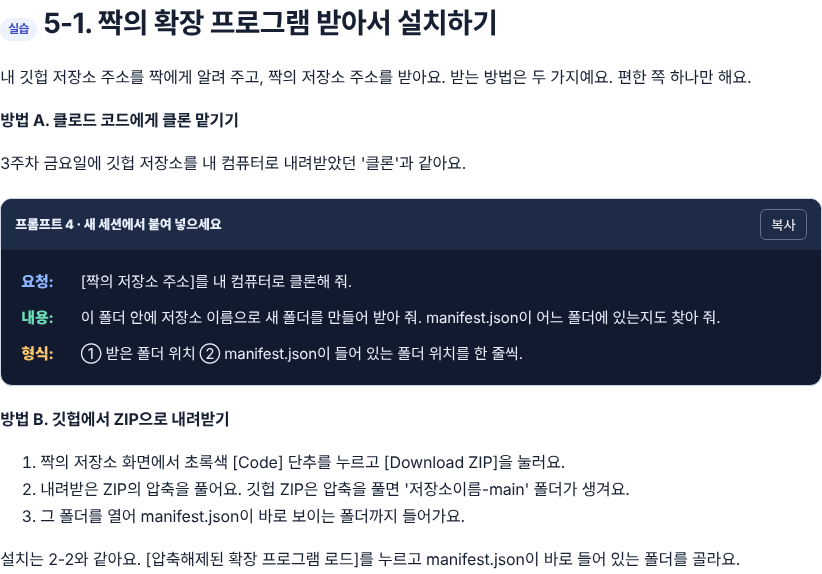 실습 5-1. 짝의 확장 프로그램 받아서 설치하기
내 깃헙 저장소 주소를 짝에게 알려 주고, 짝의 저장소 주소를 받아요. 받는 방법은 두 가지예요. 편한 쪽 하나만 해요.
방법 A. 클로드 코드에게 클론 맡기기
3주차 금요일에 깃헙 저장소를 내 컴퓨터로 내려받았던 '클론'과 같아요.
프롬프트 4 · 새 세션에서 붙여 넣으세요 복사
요청: [짝의 저장소 주소]를 내 컴퓨터로 클론해 줘.
내용: 이 폴더 안에 저장소 이름으로 새 폴더를 만들어 받아 줘. manifest.json이 어느 폴더에 있는지도 찾아 줘.
형식: ① 받은 폴더 위치 ② manifest.json이 들어 있는 폴더 위치를 한 줄씩.
방법 B. 깃헙에서 ZIP으로 내려받기
1. 짝의 저장소 화면에서 초록색 [Code] 단추를 누르고 [Download ZIP]을 눌러요.
2. 내려받은 ZIP의 압축을 풀어요. 깃헙 ZIP은 압축을 풀면 '저장소이름-main' 폴더가 생겨요.
3. 그 폴더를 열어 manifest.json이 바로 보이는 폴더까지 들어가요.
설치는 2-2와 같아요. [압축해제된 확장 프로그램 로드]를 누르고 manifest.json이 바로 들어 있는 폴더를 골라요.